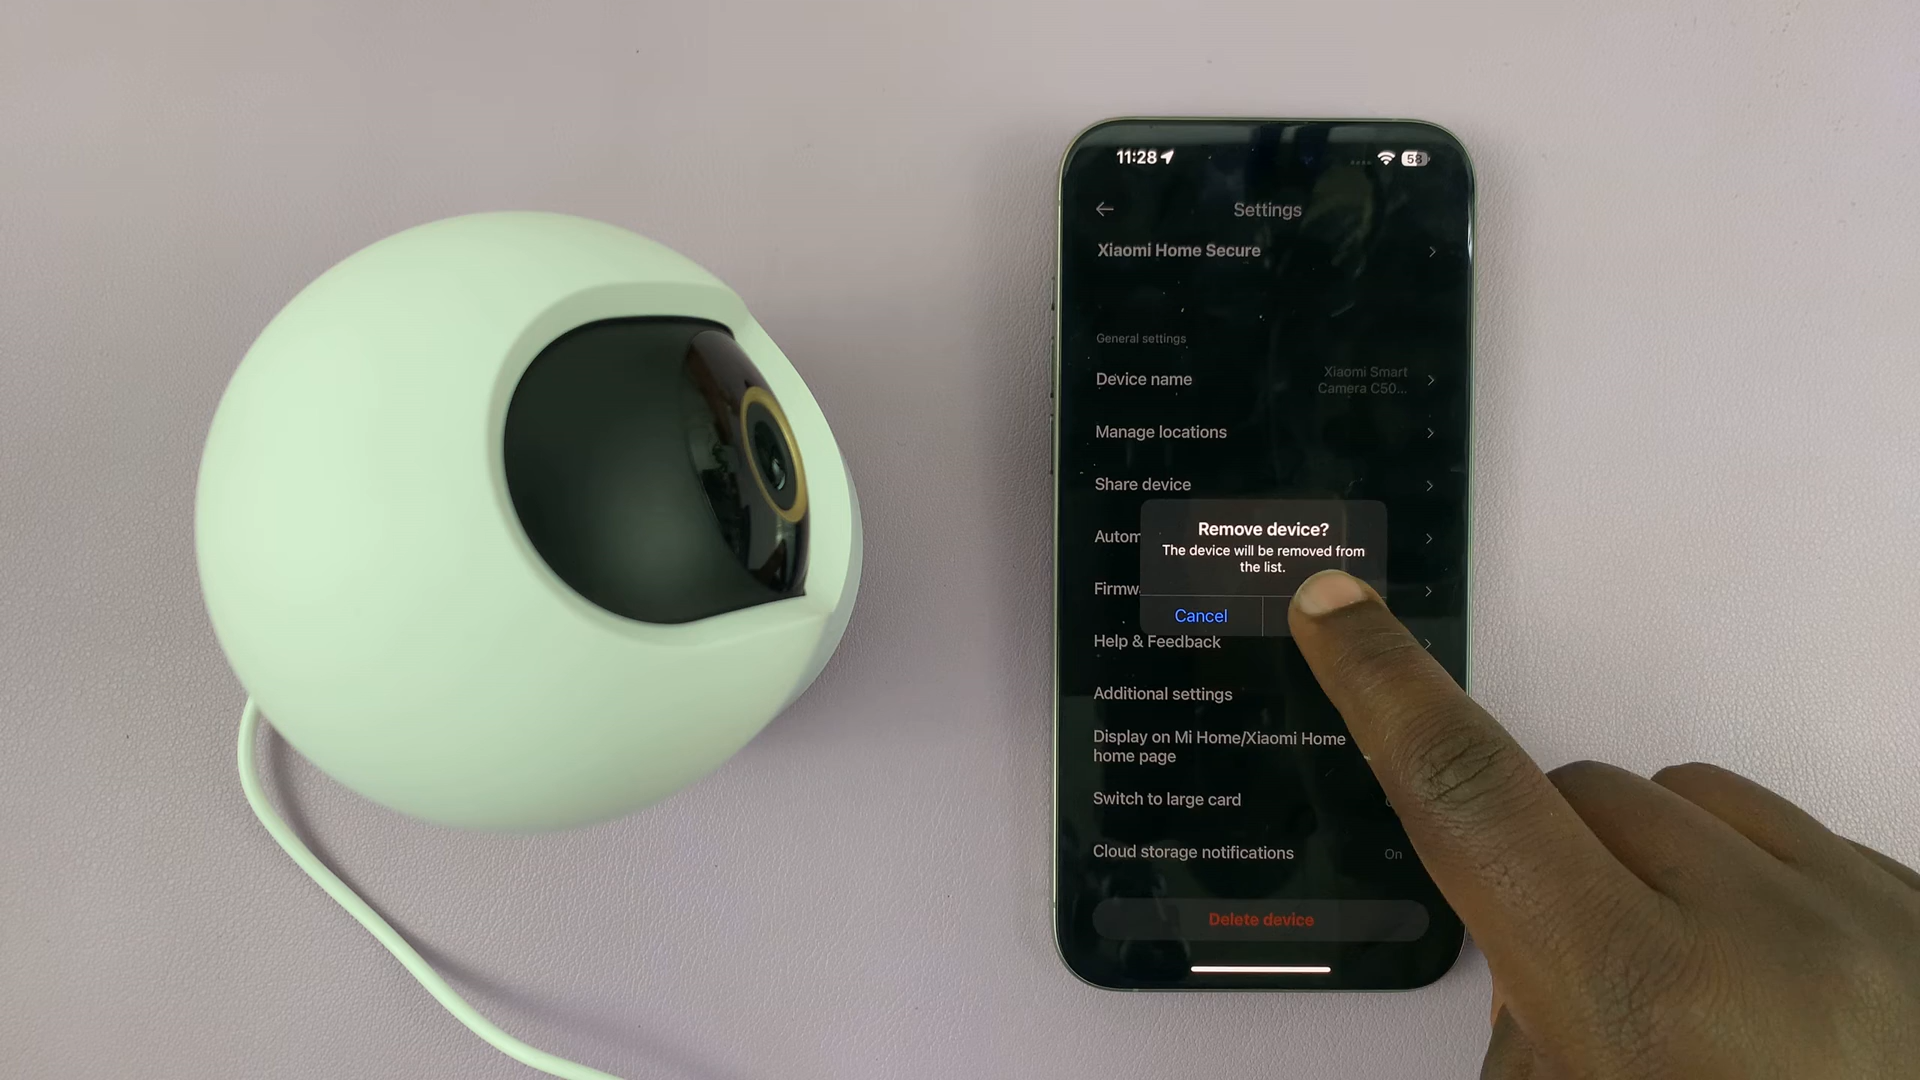 11:28
58
Settings
Xiaomi Home Secure
General settings
Device name
Xiaomi Smart
Camera C50...
Manage locations
Share device
Remove device?
The device will be removed from
the list.
Autom
Firmw
Cancel
Help & Feedback
Additional settings
Display on Mi Home/Xiaomi Home
home page
Switch to large card
Cloud storage notifications
On
Delete device